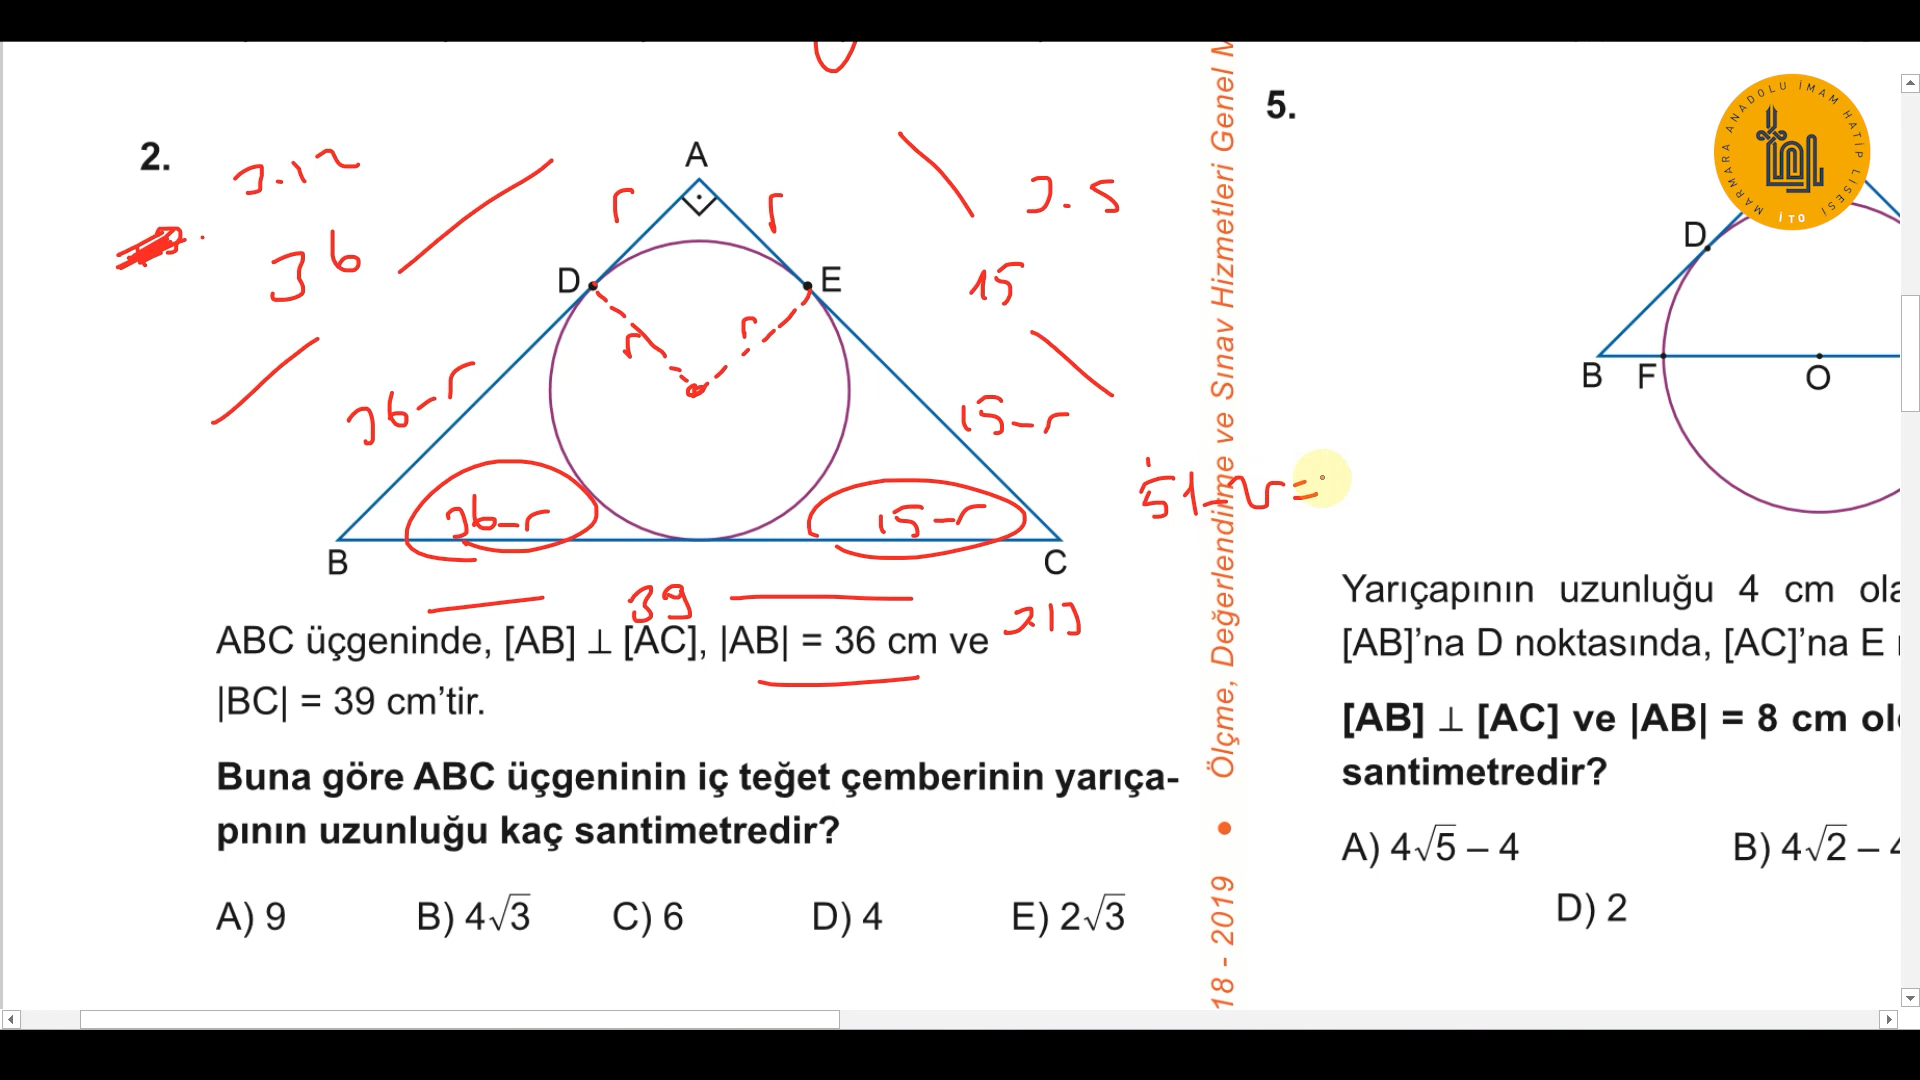 2.
3.12
36
A
r
r
3.5
15
D
E
r
r
36-r
15-r
36-r
15-r
B
C
39
51-2r=
ABC üçgeninde, [AB] ⊥ [AC], |AB| = 36 cm ve
|BC| = 39 cm’tir.
Buna göre ABC üçgeninin iç teğet çemberinin yarıça-
pının uzunluğu kaç santimetredir?
A) 9 B) 4√3 C) 6 D) 4 E) 2√3
18 - 2019 • Ölçme, Değerlendirme ve Sınav Hizmetleri Genel M
5.
MARMARA ANADOLU İMAM HATİP LİSESİ
İTO
D
B
F
O
Yarıçapının uzunluğu 4 cm ola
[AB]’na D noktasında, [AC]’na E
[AB] ⊥ [AC] ve |AB| = 8 cm ol
santimetredir?
A) 4√5 – 4 B) 4√2 – 4
D) 2